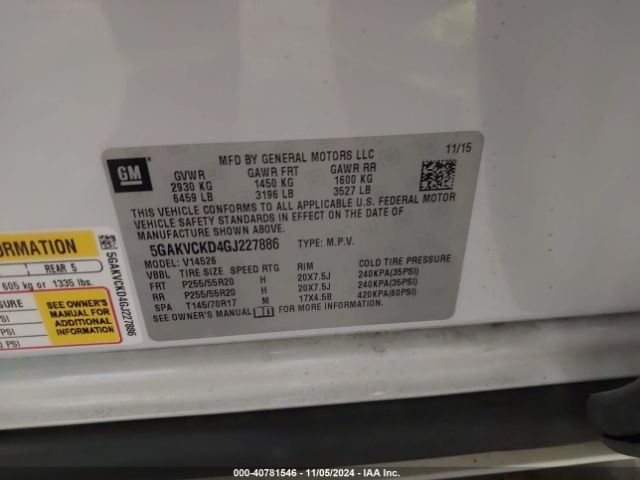 GM
MFD BY GENERAL MOTORS LLC
11/15
GVWR GAWR FRT GAWR RR
2930 KG 1450 KG 1600 KG
6459 LB 3196 LB 3527 LB
THIS VEHICLE CONFORMS TO ALL APPLICABLE U.S. FEDERAL MOTOR
VEHICLE SAFETY STANDARDS IN EFFECT ON THE DATE OF
MANUFACTURE SHOWN ABOVE.
5GAKVCKD4GJ227886 TYPE: M.P.V.
MODEL: V14526
VBBL TIRE SIZE SPEED RTG RIM COLD TIRE PRESSURE
FRT P255/55R20 H 20X7.5J 240KPA(35PSI)
RR P255/55R20 H 20X7.5J 240KPA(35PSI)
SPA T145/70R17 M 17X4.5B 420KPA(60PSI)
SEE OWNER'S MANUAL FOR MORE INFORMATION.
FORMATION
1 REAR 5
605 kg or 1335 lbs.
SURE
PSI
PSI
PSI
SEE OWNER'S
MANUAL FOR
ADDITIONAL
INFORMATION
5GAKVCKD4GJ227886
000-40781546 — 11/05/2024 — IAA Inc.